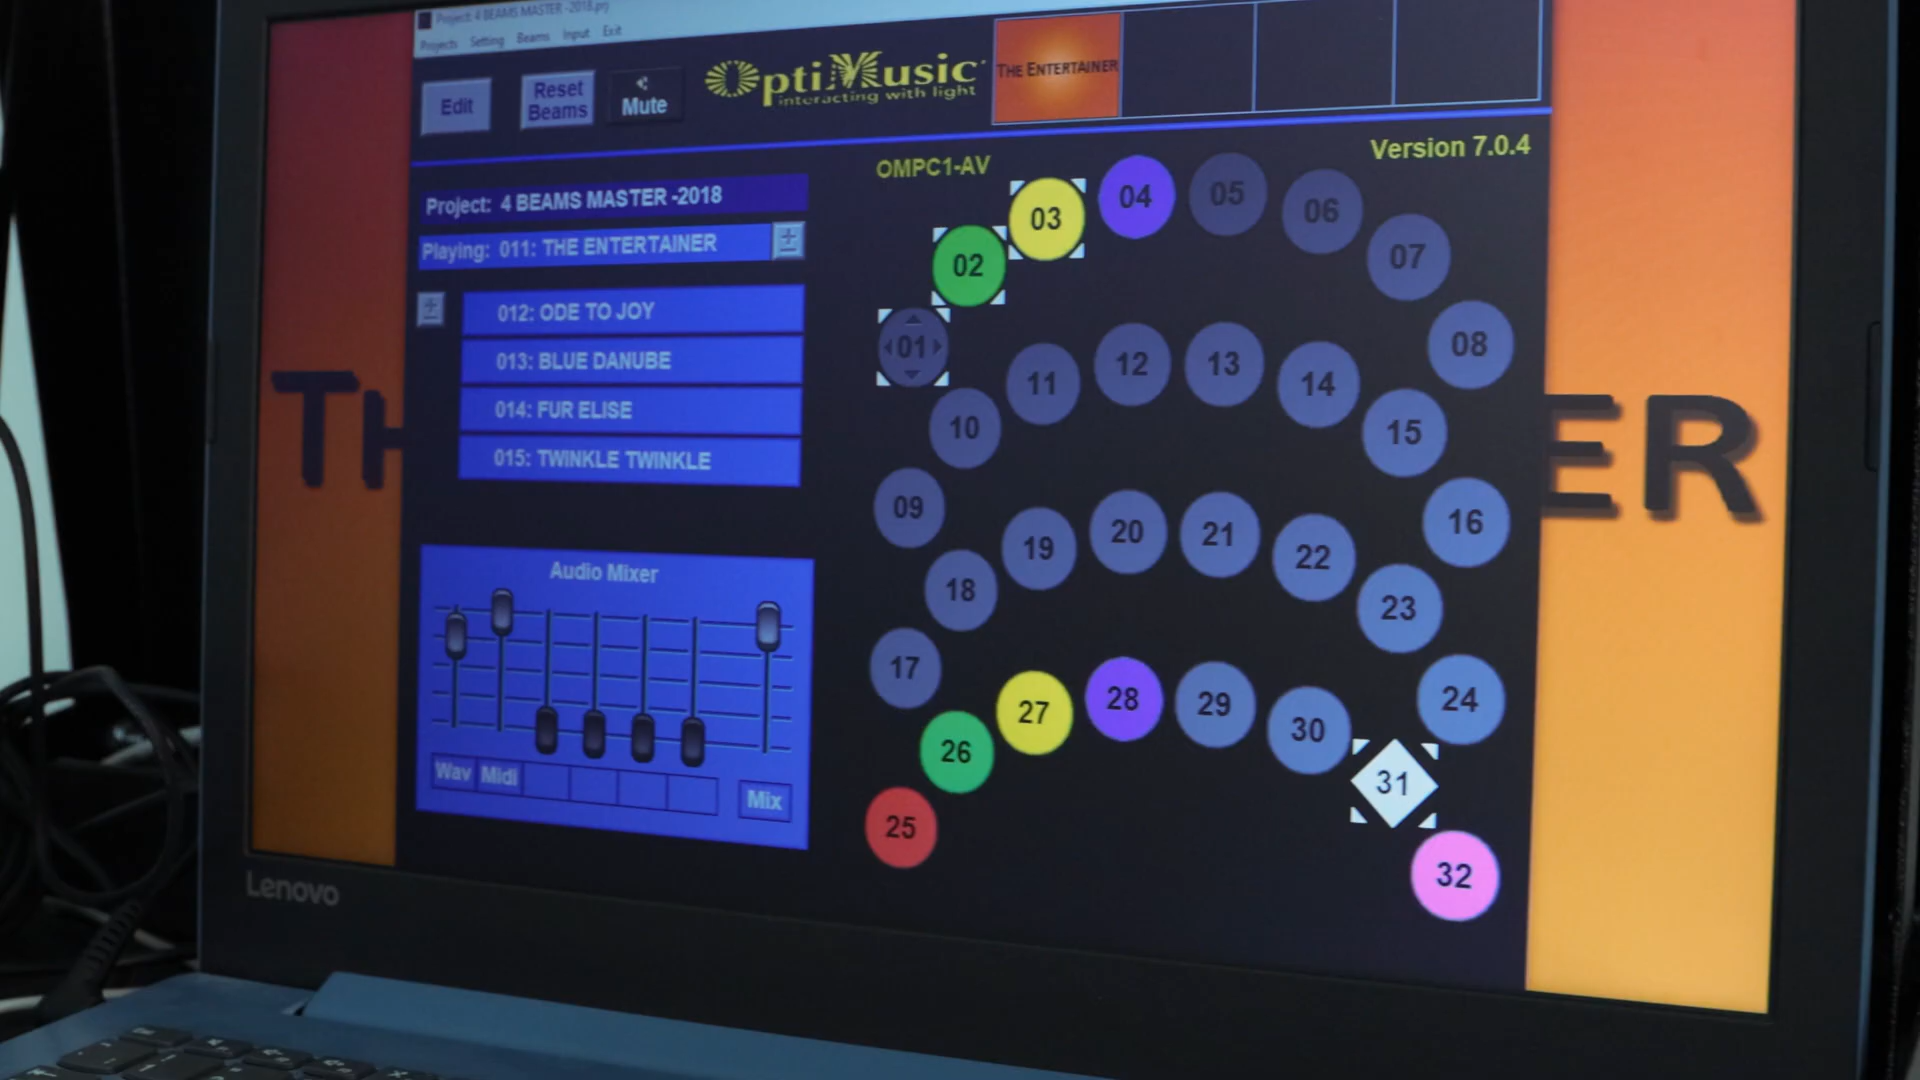 Project: 4 BEAMS MASTER -2018.prj
Projects Setting Beams Input Exit
Edit
Reset Beams
Mute
OptiMusic
interacting with light
THE ENTERTAINER
OMPC1-AV
Version 7.0.4
Project: 4 BEAMS MASTER -2018
Playing: 011: THE ENTERTAINER
012: ODE TO JOY
013: BLUE DANUBE
014: FUR ELISE
015: TWINKLE TWINKLE
Audio Mixer
Wav Midi
Mix
01
02
03
04
05
06
07
08
09
10
11
12
13
14
15
16
17
18
19
20
21
22
23
24
25
26
27
28
29
30
31
32
TH
ER
Lenovo